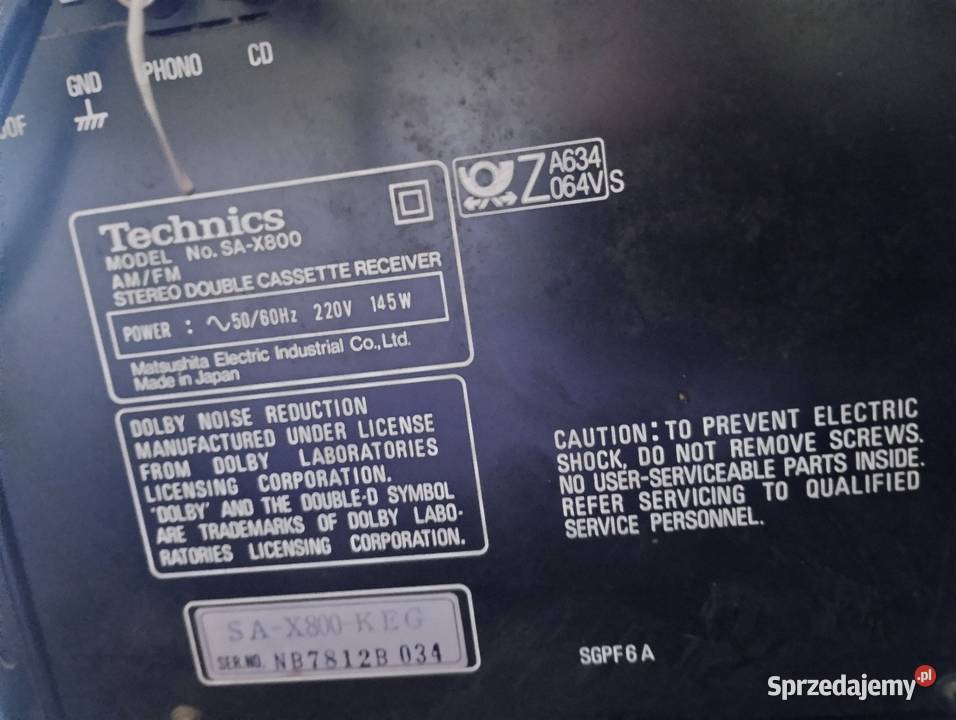 GND PHONO CD
Technics
MODEL No. SA-X800
AM/FM
STEREO DOUBLE CASSETTE RECEIVER
POWER : ∿50/60Hz 220V 145W
Matsushita Electric Industrial Co.,Ltd.
Made in Japan
Z A634
064V S
DOLBY NOISE REDUCTION
MANUFACTURED UNDER LICENSE
FROM DOLBY LABORATORIES
LICENSING CORPORATION.
'DOLBY' AND THE DOUBLE-D SYMBOL
ARE TRADEMARKS OF DOLBY LABO-
RATORIES LICENSING CORPORATION.
CAUTION: TO PREVENT ELECTRIC
SHOCK, DO NOT REMOVE SCREWS.
NO USER-SERVICEABLE PARTS INSIDE.
REFER SERVICING TO QUALIFIED
SERVICE PERSONNEL.
SA-X800-KEG
SER.NO. NB7812B 034
SGPF6A
Sprzedajemy.pl